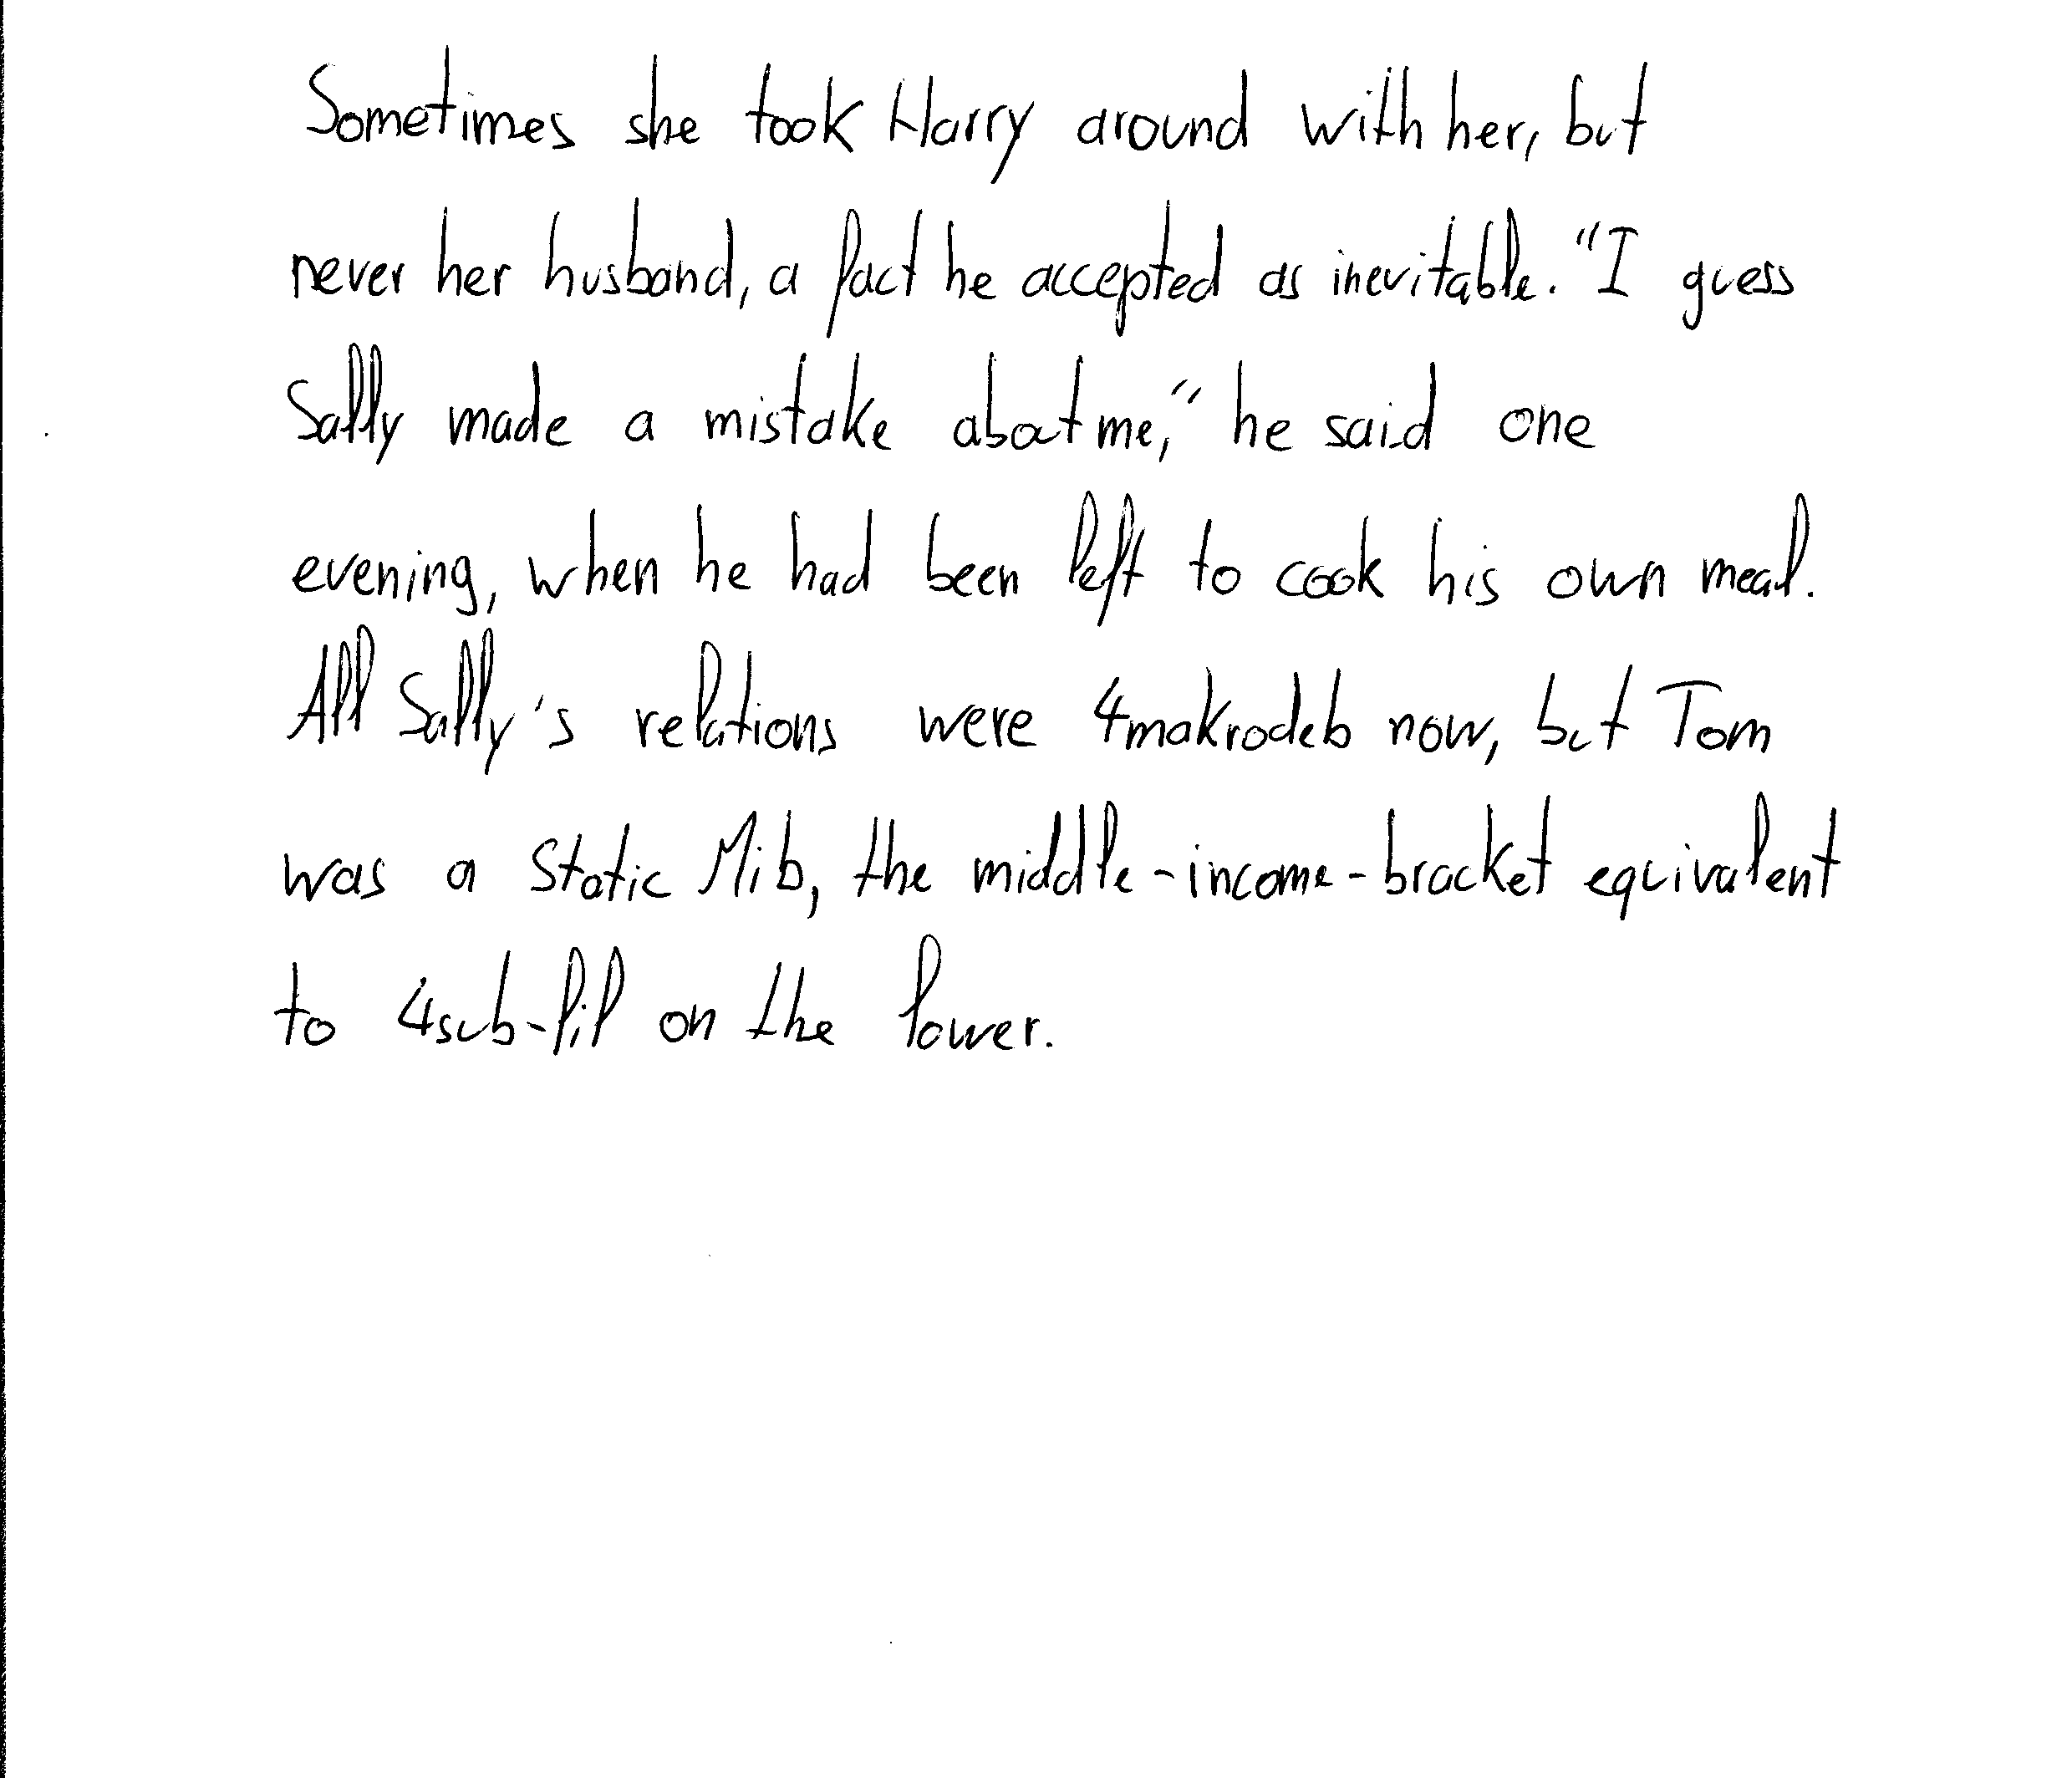 Sometimes she took Harry around with her, but
never her husband, a fact he accepted as inevitable. "I guess
Sally made a mistake about me," he said one
evening, when he had been left to cook his own meal.
All Sally's relations were 4makrodeb now, but Tom
was a Static Mib, the middle-income-bracket equivalent
to 4sub-lil on the lower.